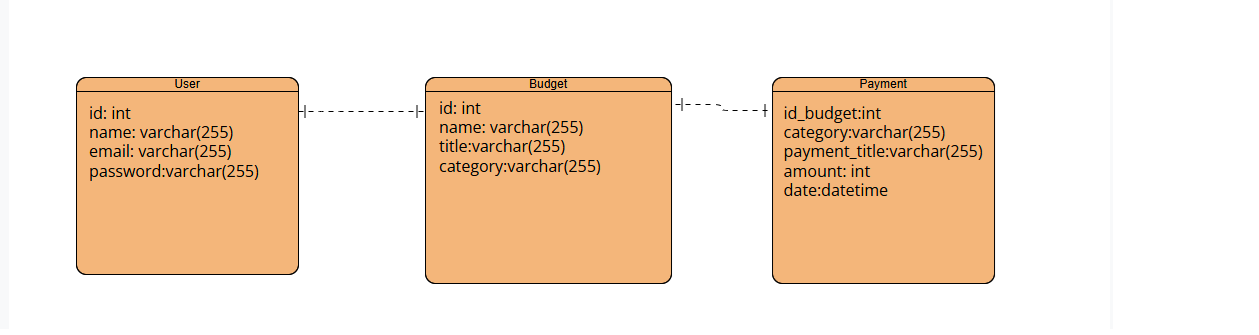 User
id: int
name: varchar(255)
email: varchar(255)
password:varchar(255)
Budget
id: int
name: varchar(255)
title:varchar(255)
category:varchar(255)
Payment
id_budget:int
category:varchar(255)
payment_title:varchar(255)
amount: int
date:datetime